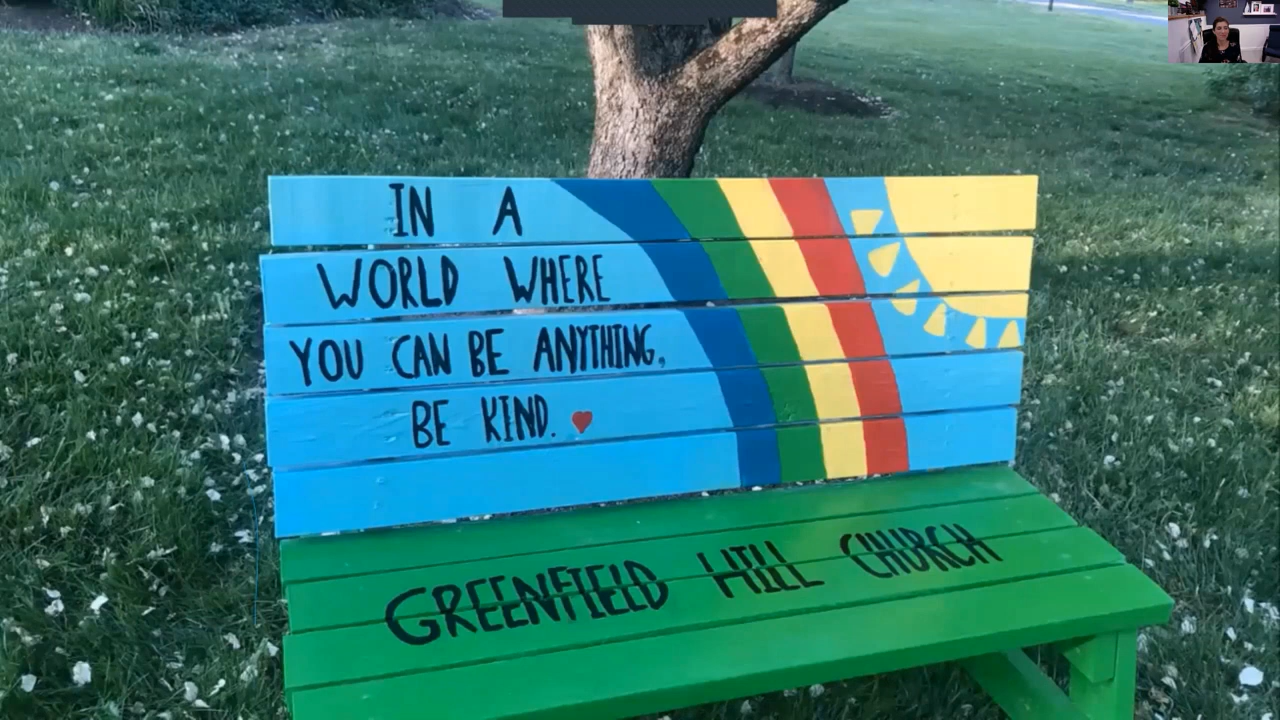 IN A
WORLD WHERE
YOU CAN BE ANYTHING,
BE KIND.
GREENFIELD HILL CHURCH